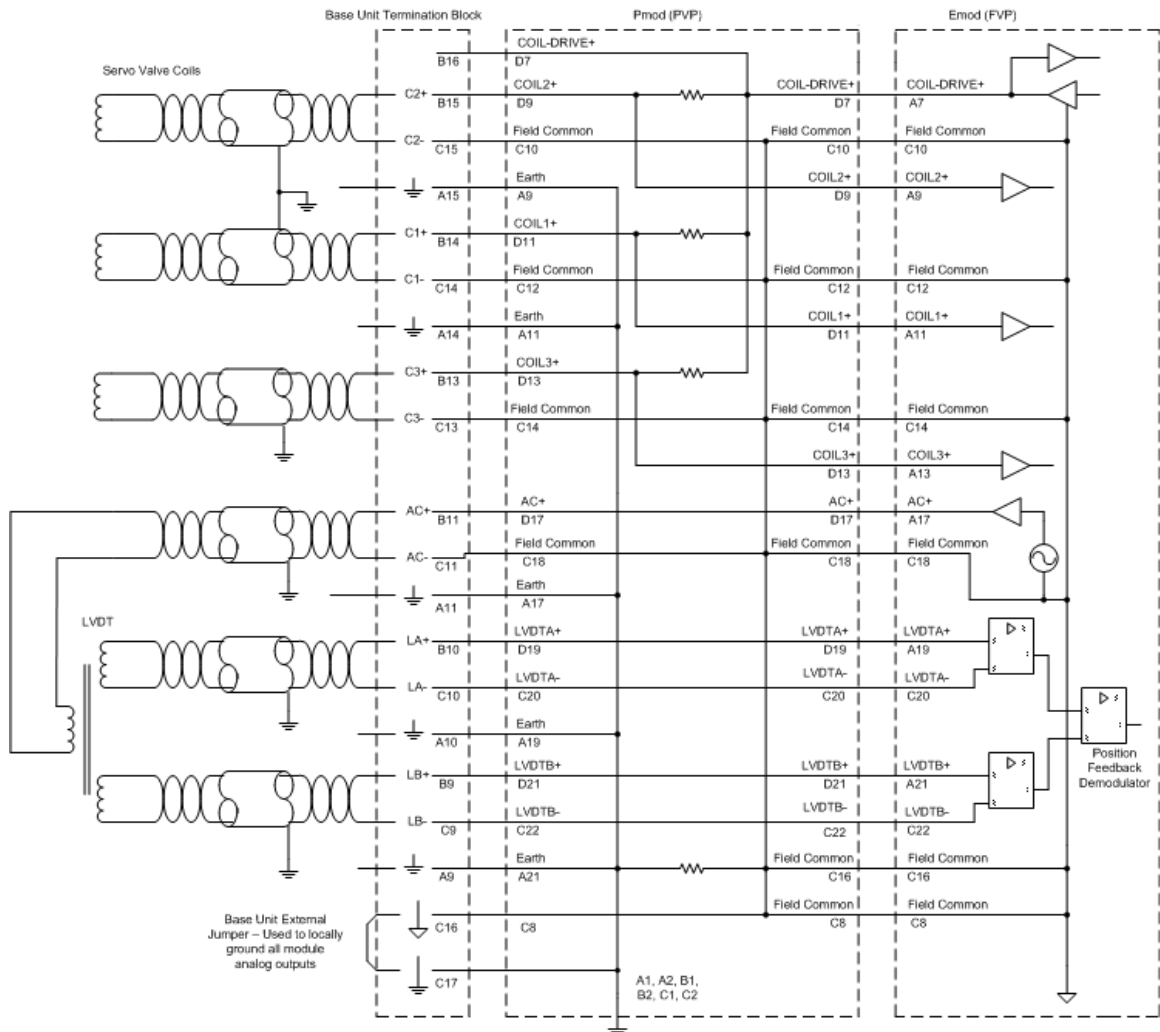 Base Unit Termination Block
Pmod (PVP)
Emod (FVP)
COIL-DRIVE+
B16 D7
Servo Valve Coils
C2+ B15 COIL2+ D9 COIL-DRIVE+ D7 COIL-DRIVE+ A7
C2- C15 Field Common C10 Field Common C10 Field Common C10
A15 Earth A9 COIL2+ D9 COIL2+ A9
C1+ B14 COIL1+ D11
C1- C14 Field Common C12 Field Common C12 Field Common C12
A14 Earth A11 COIL1+ D11 COIL1+ A11
C3+ B13 COIL3+ D13
C3- C13 Field Common C14 Field Common C14 Field Common C14
COIL3+ D13 COIL3+ A13
AC+ B11 AC+ D17 AC+ D17 AC+ A17
AC- C11 Field Common C18 Field Common C18 Field Common C18
A11 Earth A17
LVDT
LA+ B10 LVDTA+ D19 LVDTA+ D19 LVDTA+ A19
LA- C10 LVDTA- C20 LVDTA- C20 LVDTA- C20
A10 Earth A19
LB+ B9 LVDTB+ D21 LVDTB+ D21 LVDTB+ A21
LB- C9 LVDTB- C22 LVDTB- C22 LVDTB- C22
Position
Feedback
Demodulator
A9 Earth A21 Field Common C16 Field Common C16
C16 C8 Field Common C8 Field Common C8
Base Unit External
Jumper – Used to locally
ground all module
analog outputs
C17
A1, A2, B1,
B2, C1, C2